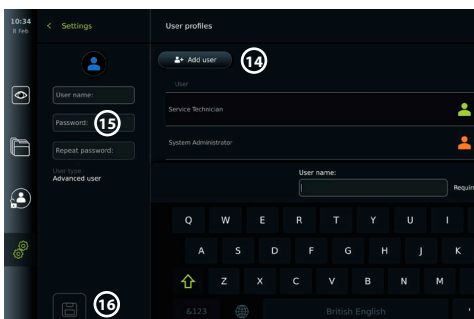 10:34
8 Feb
Settings
User profiles
Add user
14
User
User name:
Service Technician
Password:
15
Repeat password:
System Administrator
User type
Advanced user
User name:
Requir
Q W E R T Y U I
A S D F G H J K
Z X C V B N M
16
&123
British English